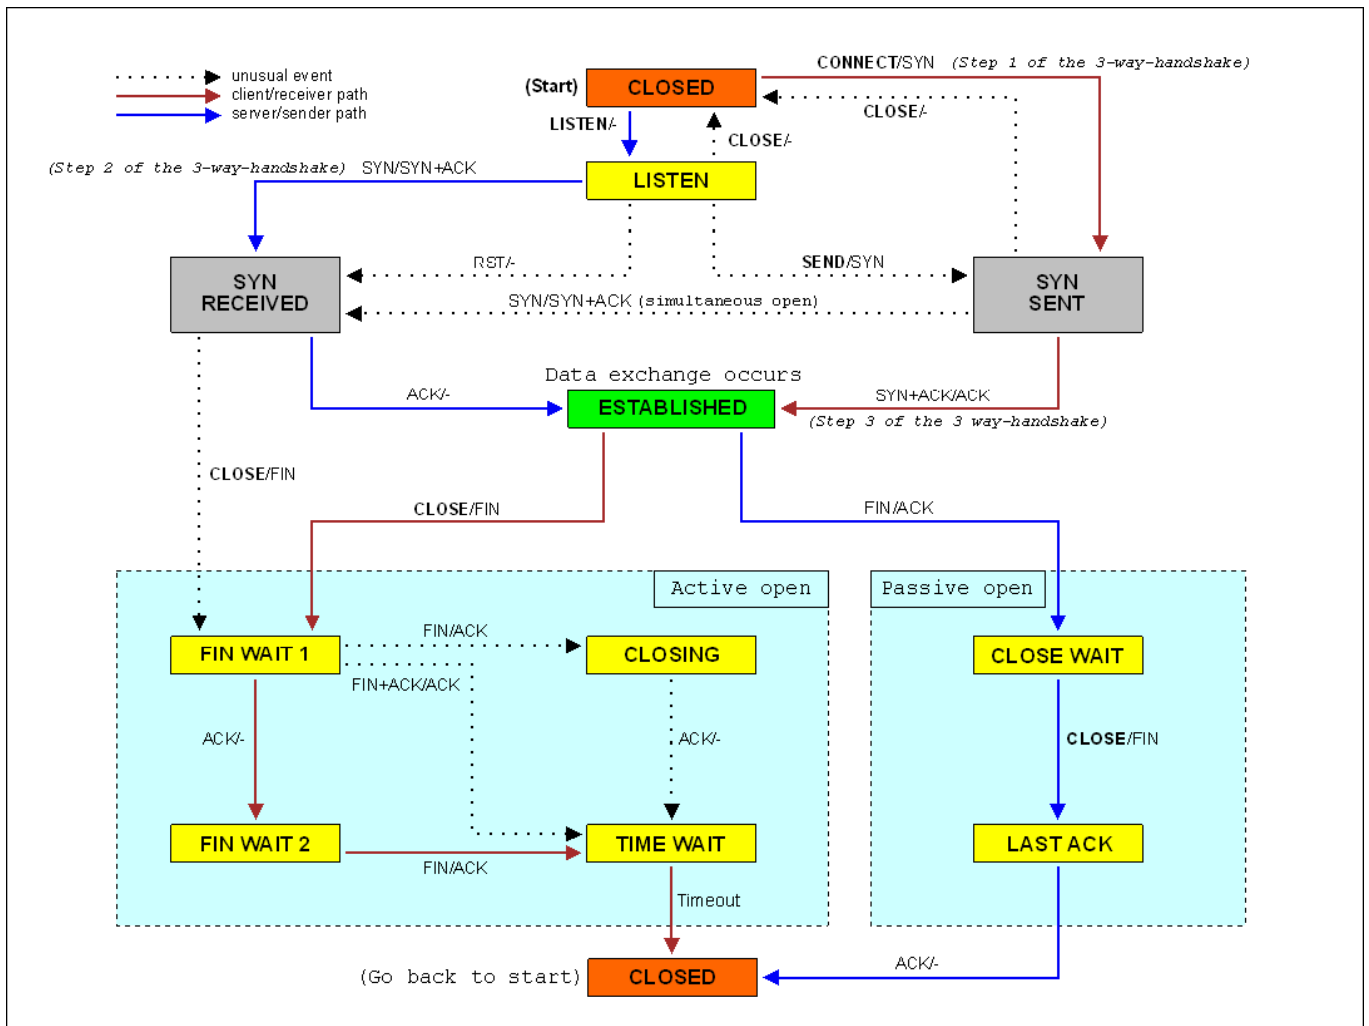 unusual event
client/receiver path
server/sender path
CONNECT/SYN (Step 1 of the 3-way-handshake)
(Start) CLOSED
CLOSE/-
LISTEN/-
CLOSE/-
(Step 2 of the 3-way-handshake) SYN/SYN+ACK
LISTEN
RST/-
SEND/SYN
SYN
RECEIVED
SYN
SENT
SYN/SYN+ACK (simultaneous open)
Data exchange occurs
ACK/-
ESTABLISHED
SYN+ACK/ACK
(Step 3 of the 3 way-handshake)
CLOSE/FIN
CLOSE/FIN
FIN/ACK
Active open
Passive open
FIN WAIT 1
FIN/ACK
CLOSING
CLOSE WAIT
FIN+ACK/ACK
ACK/-
ACK/-
CLOSE/FIN
FIN WAIT 2
FIN/ACK
TIME WAIT
LAST ACK
Timeout
(Go back to start) CLOSED
ACK/-